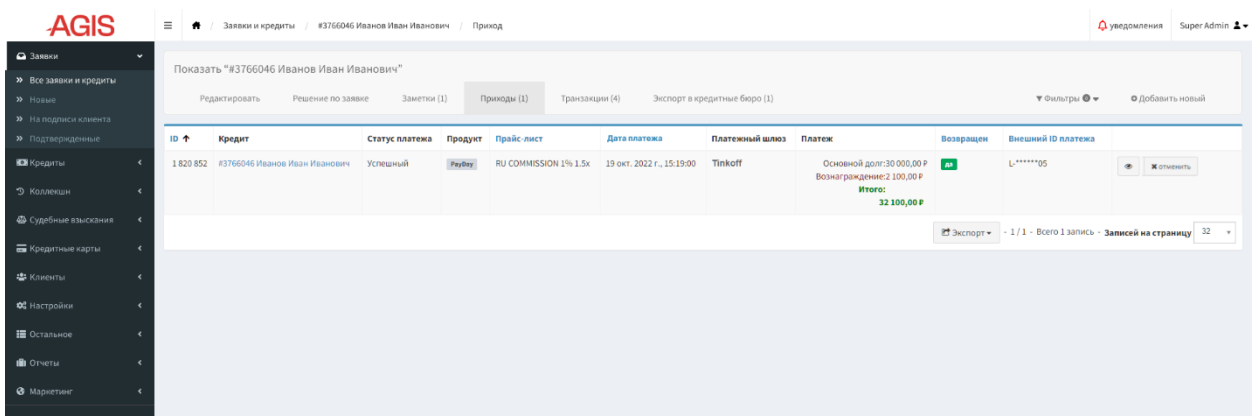 AGIS
Заявки и кредиты / #3766046 Иванов Иван Иванович / Приход
уведомления
Super Admin
Заявки
Все заявки и кредиты
Новые
На подписи клиента
Подтвержденные
Кредиты
Коллекшн
Судебные взыскания
Кредитные карты
Клиенты
Настройки
Остальное
Отчеты
Маркетинг
Показать “#3766046 Иванов Иван Иванович”
Редактировать Решение по заявке Заметки (1) Приходы (1) Транзакции (4) Экспорт в кредитные бюро (1) Фильтры 0 Добавить новый
ID Кредит Статус платежа Продукт Прайс-лист Дата платежа Платежный шлюз Платеж Возвращен Внешний ID платежа
1 820 852 #3766046 Иванов Иван Иванович Успешный PayDay RU COMMISSION 1% 1.5x 19 окт. 2022 г., 15:19:00 Tinkoff Основной долг:30 000,00 ₽ да L-******05 отменить
Вознаграждение:2 100,00 ₽
Итого:
32 100,00 ₽
Экспорт - 1 / 1 - Всего 1 запись - Записей на страницу 32